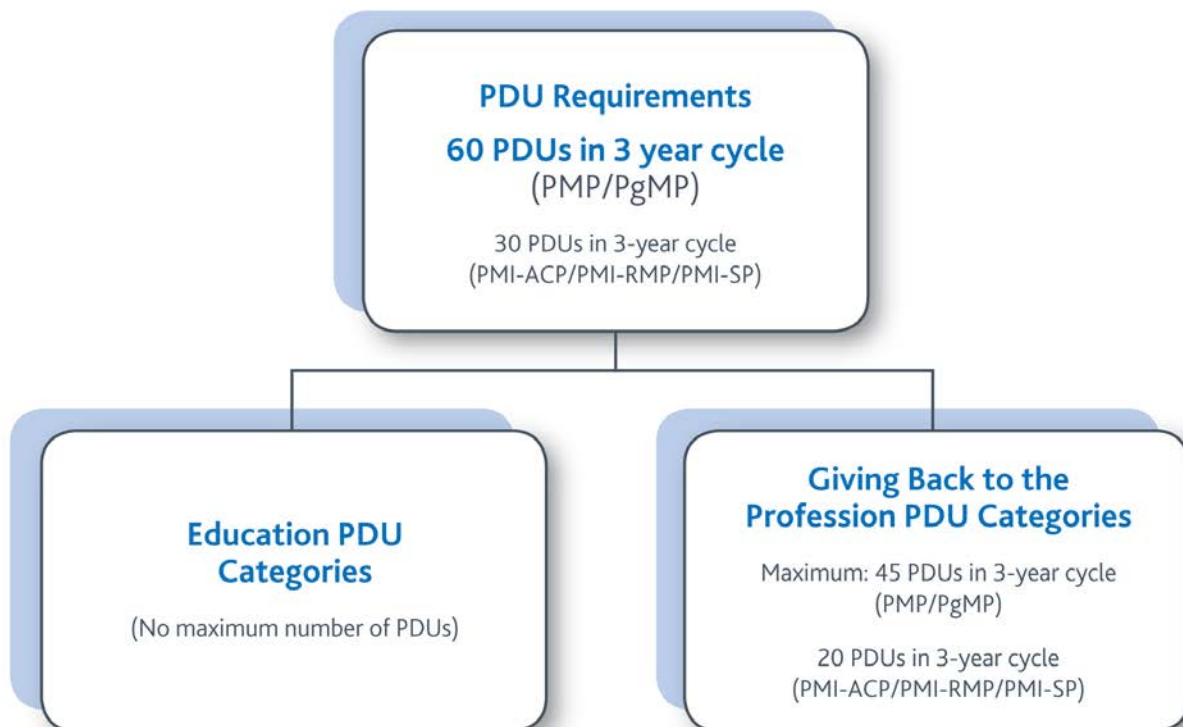 PDU Requirements
60 PDUs in 3 year cycle
(PMP/PgMP)
30 PDUs in 3-year cycle
(PMI-ACP/PMI-RMP/PMI-SP)
Education PDU
Categories
(No maximum number of PDUs)
Giving Back to the
Profession PDU Categories
Maximum: 45 PDUs in 3-year cycle
(PMP/PgMP)
20 PDUs in 3-year cycle
(PMI-ACP/PMI-RMP/PMI-SP)